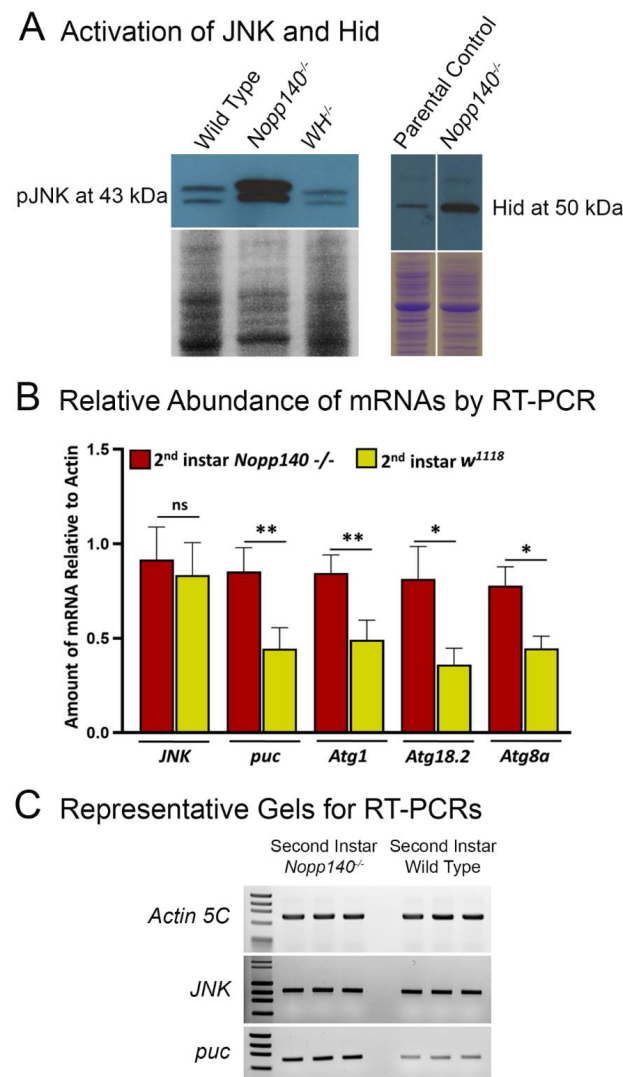 A Activation of JNK and Hid
Wild Type
Nopp140-/-
WH-/-
Parental Control
Nopp140-/-
pJNK at 43 kDa
Hid at 50 kDa
B Relative Abundance of mRNAs by RT-PCR
Amount of mRNA Relative to Actin
1.5
1.0
0.5
0.0
2nd instar Nopp140 -/-
2nd instar w1118
ns
**
**
*
*
JNK
puc
Atg1
Atg18.2
Atg8a
C Representative Gels for RT-PCRs
Second Instar
Nopp140-/-
Second Instar
Wild Type
Actin 5C
JNK
puc